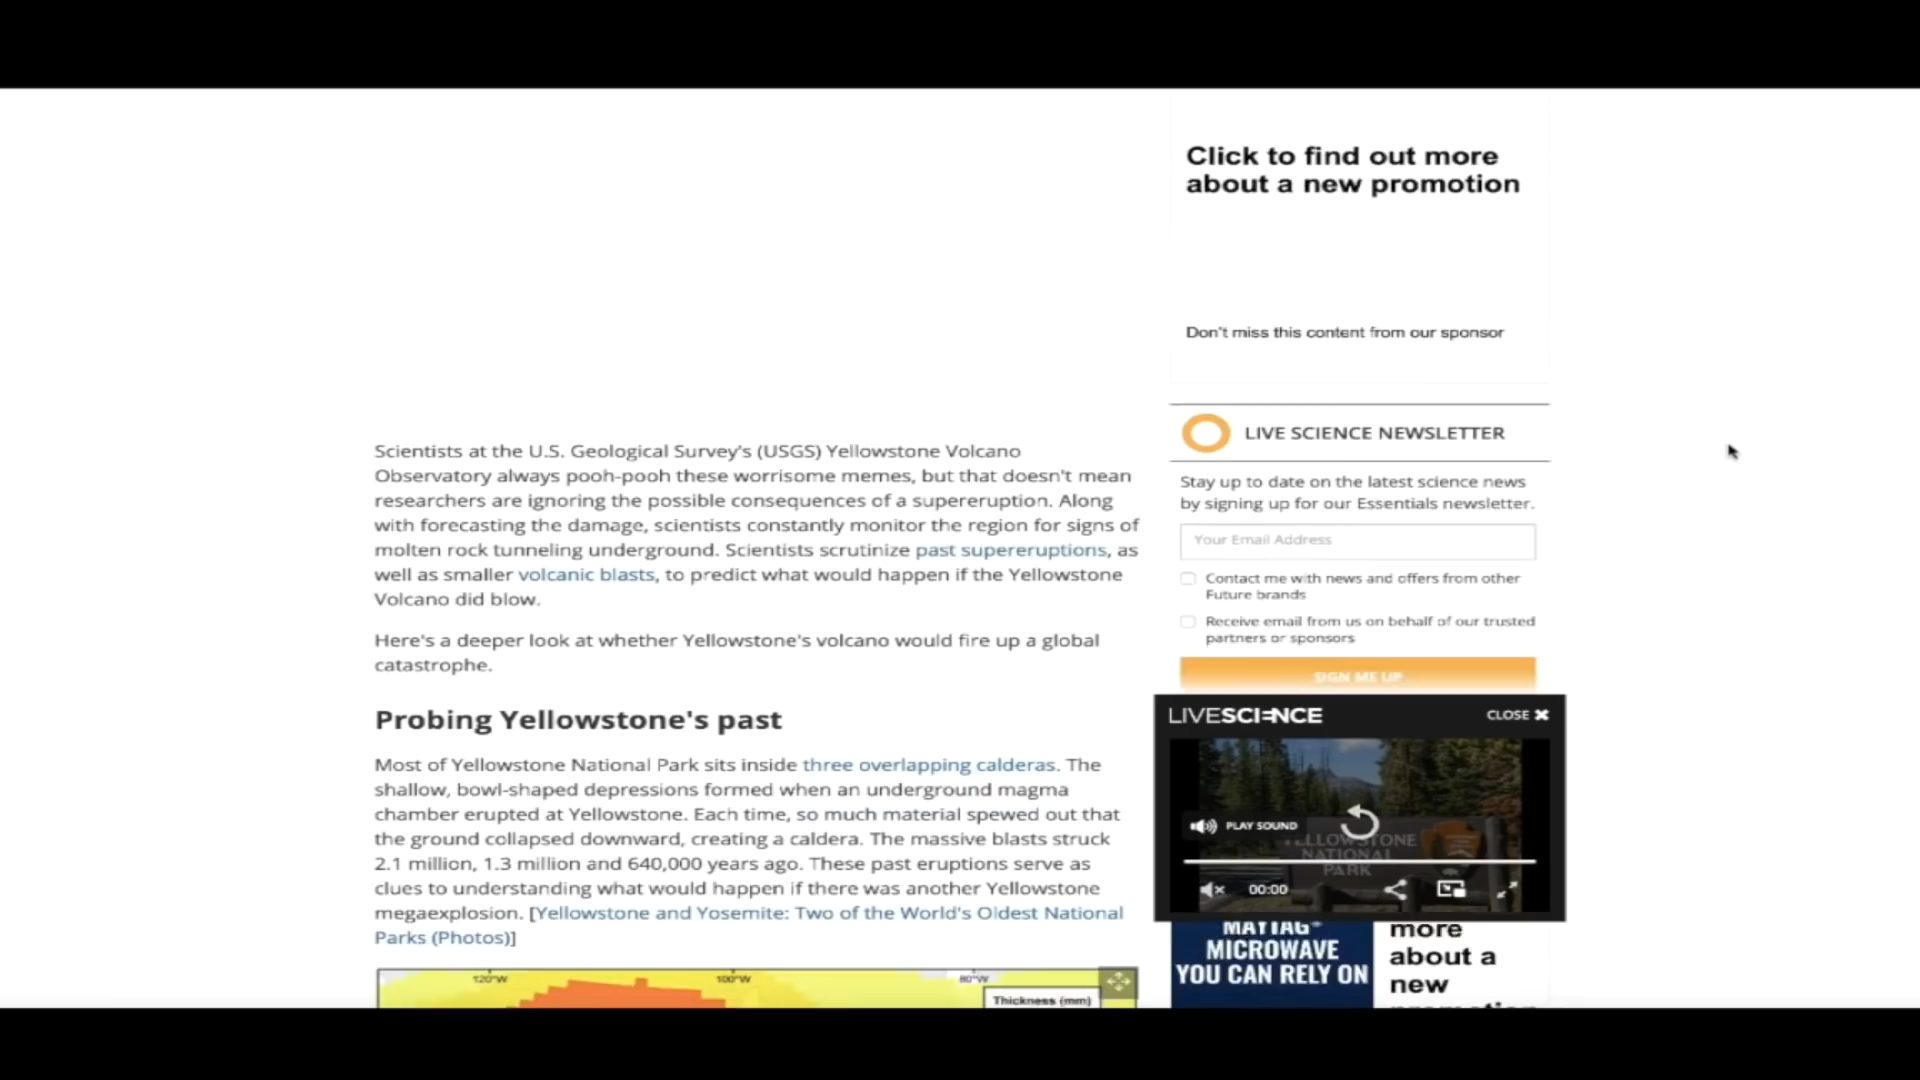 Click to find out more
about a new promotion
Don't miss this content from our sponsor
Scientists at the U.S. Geological Survey's (USGS) Yellowstone Volcano
Observatory always pooh-pooh these worrisome memes, but that doesn't mean
researchers are ignoring the possible consequences of a supereruption. Along
with forecasting the damage, scientists constantly monitor the region for signs of
molten rock tunneling underground. Scientists scrutinize past supereruptions, as
well as smaller volcanic blasts, to predict what would happen if the Yellowstone
Volcano did blow.
Here's a deeper look at whether Yellowstone's volcano would fire up a global
catastrophe.
Probing Yellowstone's past
Most of Yellowstone National Park sits inside three overlapping calderas. The
shallow, bowl-shaped depressions formed when an underground magma
chamber erupted at Yellowstone. Each time, so much material spewed out that
the ground collapsed downward, creating a caldera. The massive blasts struck
2.1 million, 1.3 million and 640,000 years ago. These past eruptions serve as
clues to understanding what would happen if there was another Yellowstone
megaexplosion. [Yellowstone and Yosemite: Two of the World's Oldest National
Parks (Photos)]
120°W
100°W
80°W
Thickness (mm)
LIVE SCIENCE NEWSLETTER
Stay up to date on the latest science news
by signing up for our Essentials newsletter.
Your Email Address
Contact me with news and offers from other
Future brands
Receive email from us on behalf of our trusted
partners or sponsors
SIGN ME UP
LIVESCIENCE
CLOSE
PLAY SOUND
YELLOWSTONE
NATIONAL
PARK
00:00
MAYTAG®
MICROWAVE
YOU CAN RELY ON
more
about a
new